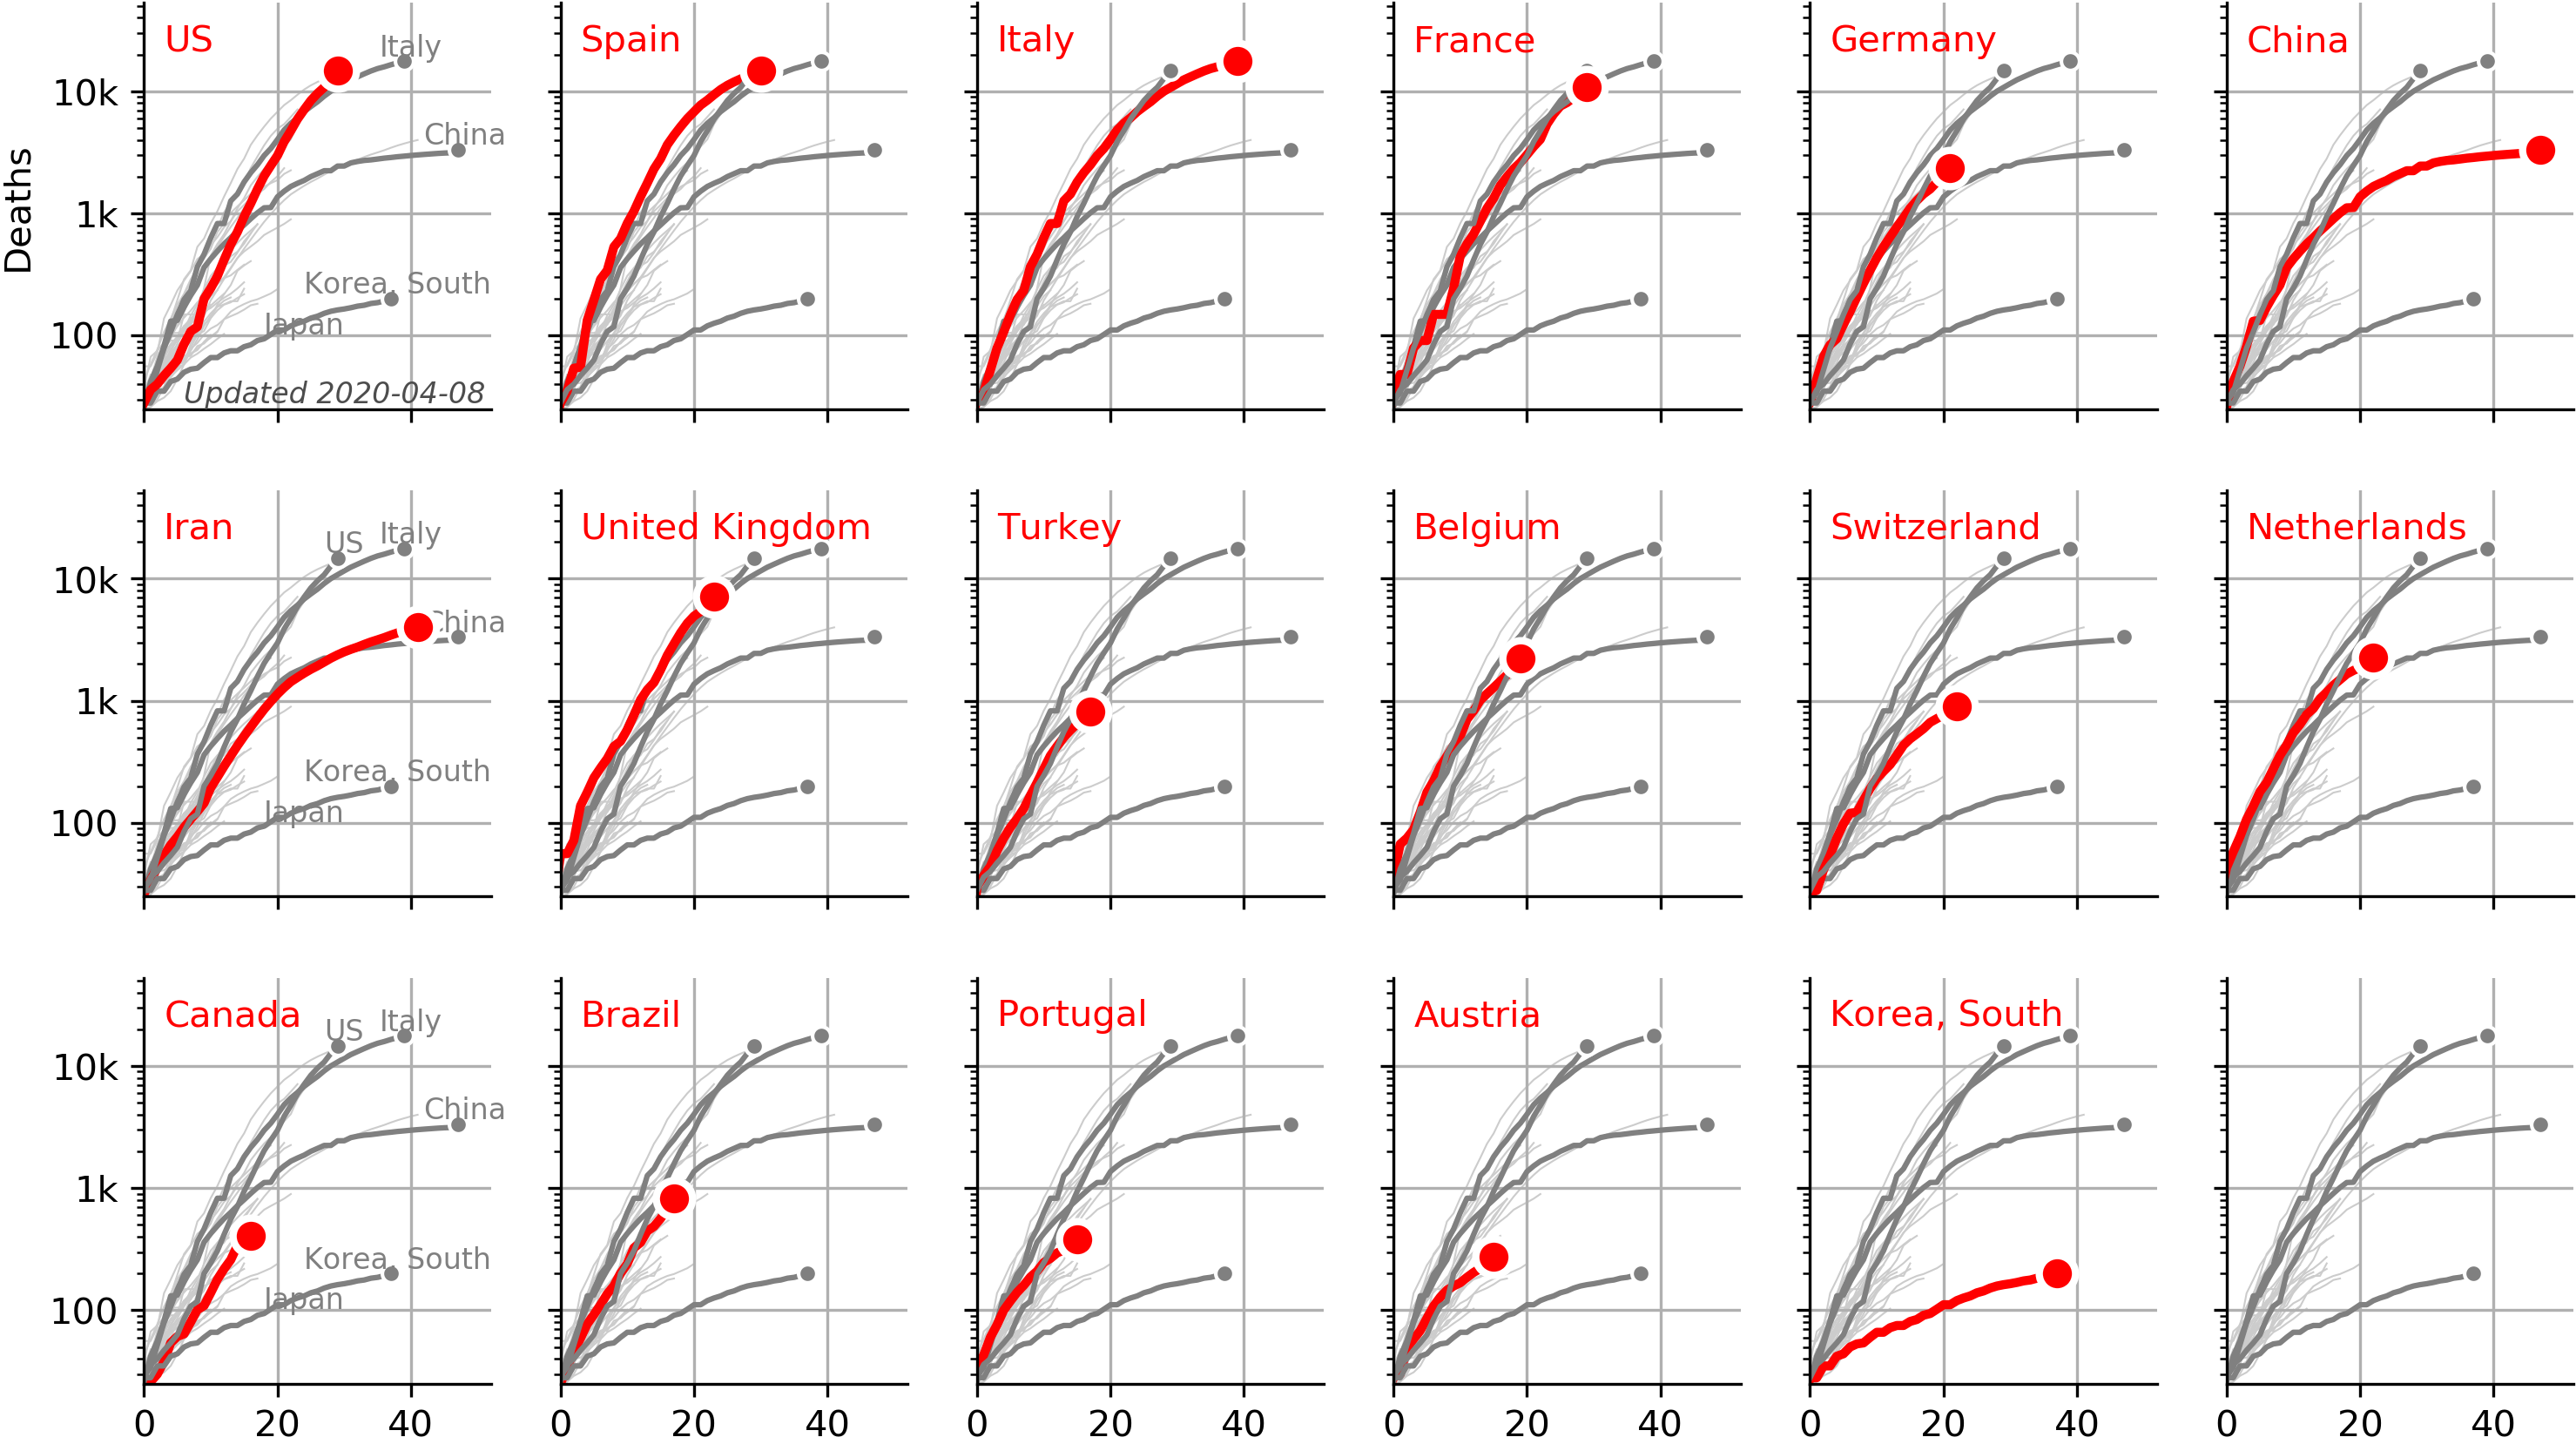 US
Spain
Italy
France
Germany
China
Italy
China
Korea, South
Japan
Updated 2020-04-08
Deaths
10k
1k
100
Iran
United Kingdom
Turkey
Belgium
Switzerland
Netherlands
US
Italy
China
Korea, South
Japan
10k
1k
100
Canada
Brazil
Portugal
Austria
Korea, South
US
Italy
China
Korea, South
Japan
10k
1k
100
0 20 40
0 20 40
0 20 40
0 20 40
0 20 40
0 20 40